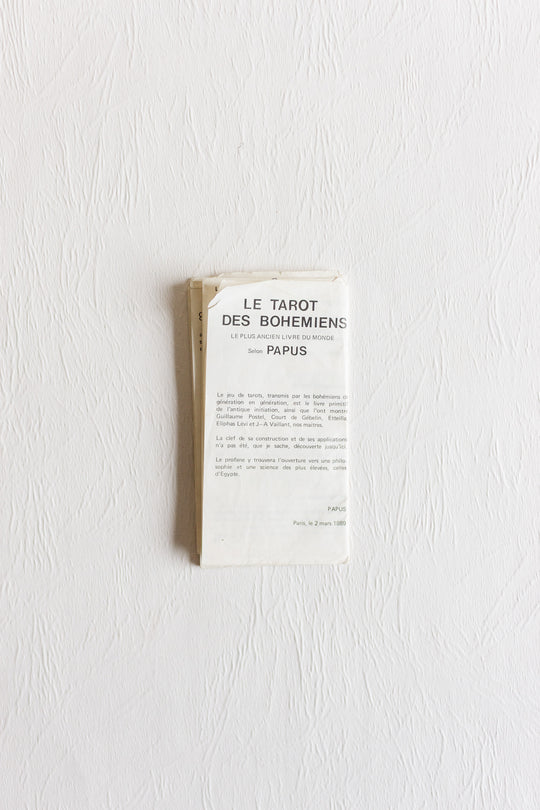 LE TAROT
DES BOHEMIENS
LE PLUS ANCIEN LIVRE DU MONDE
Selon PAPUS
Le jeu de tarots, transmis par les bohémiens de
génération en génération, est le livre primitif
de l'antique initiation, ainsi que l'ont montré
Guillaume Postel, Court de Gébelin, Etteilla,
Eliphas Levi et J-A Vaillant, nos maitres.
La clef de sa construction et de ses applications
n'a pas été, que je sache, découverte jusqu'ici.
Le profane y trouvera l'ouverture vers une philo-
sophie et une science des plus élevées, celles
d'Egypte.
PAPUS
Paris, le 2 mars 1989